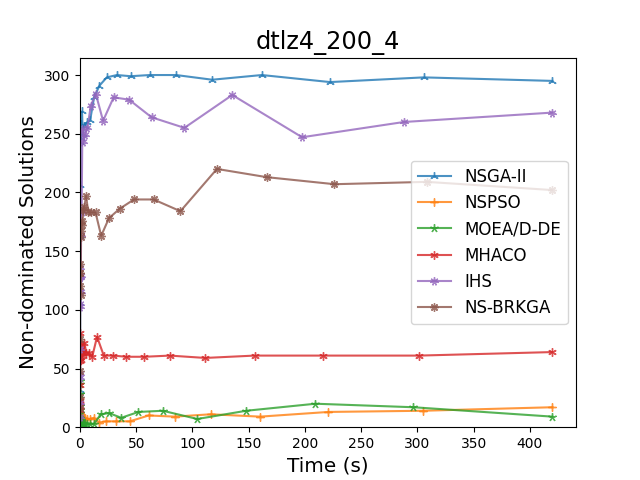 dtlz4_200_4
Non-dominated Solutions
300
250
200
150
100
50
0
0 50 100 150 200 250 300 350 400
Time (s)
NSGA-II
NSPSO
MOEA/D-DE
MHACO
IHS
NS-BRKGA